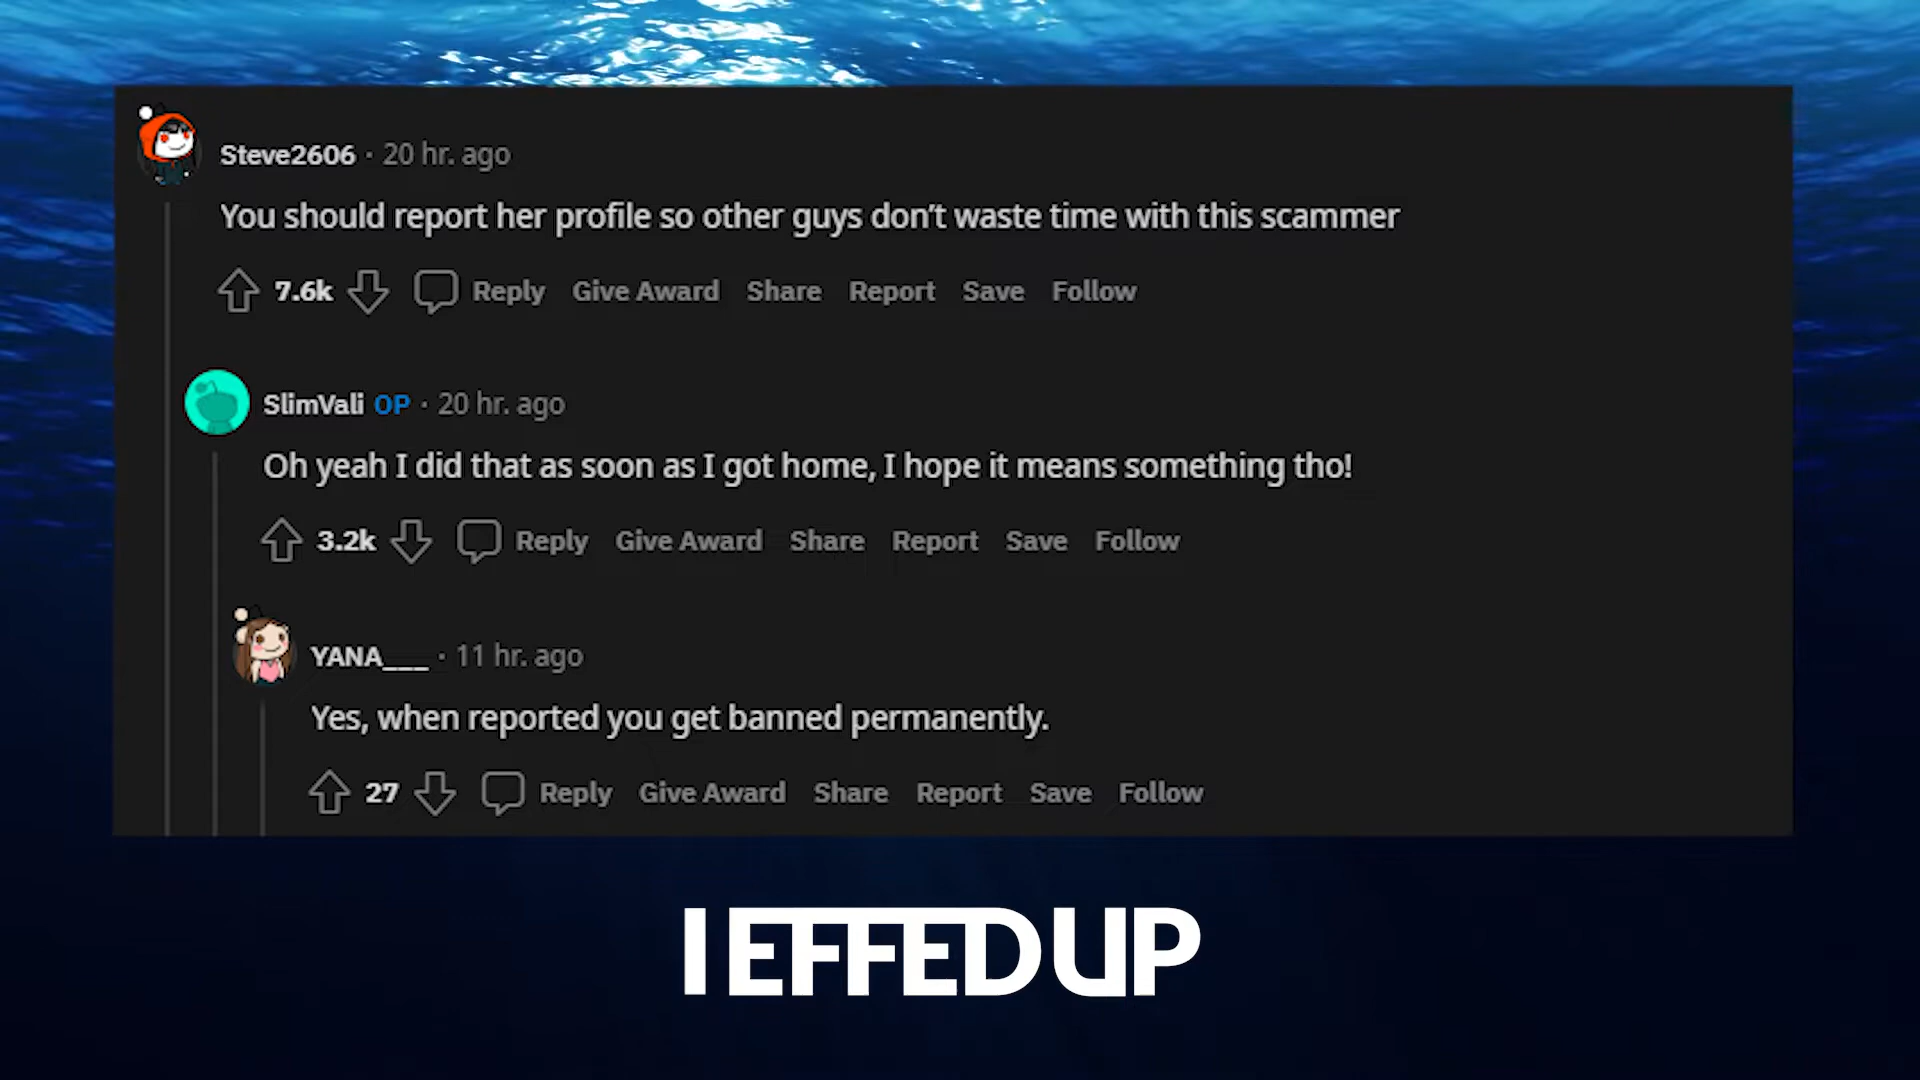 Steve2606 · 20 hr. ago
You should report her profile so other guys don't waste time with this scammer
7.6k Reply Give Award Share Report Save Follow
SlimVali OP · 20 hr. ago
Oh yeah I did that as soon as I got home, I hope it means something tho!
3.2k Reply Give Award Share Report Save Follow
YANA___ · 11 hr. ago
Yes, when reported you get banned permanently.
27 Reply Give Award Share Report Save Follow
I EFFED UP